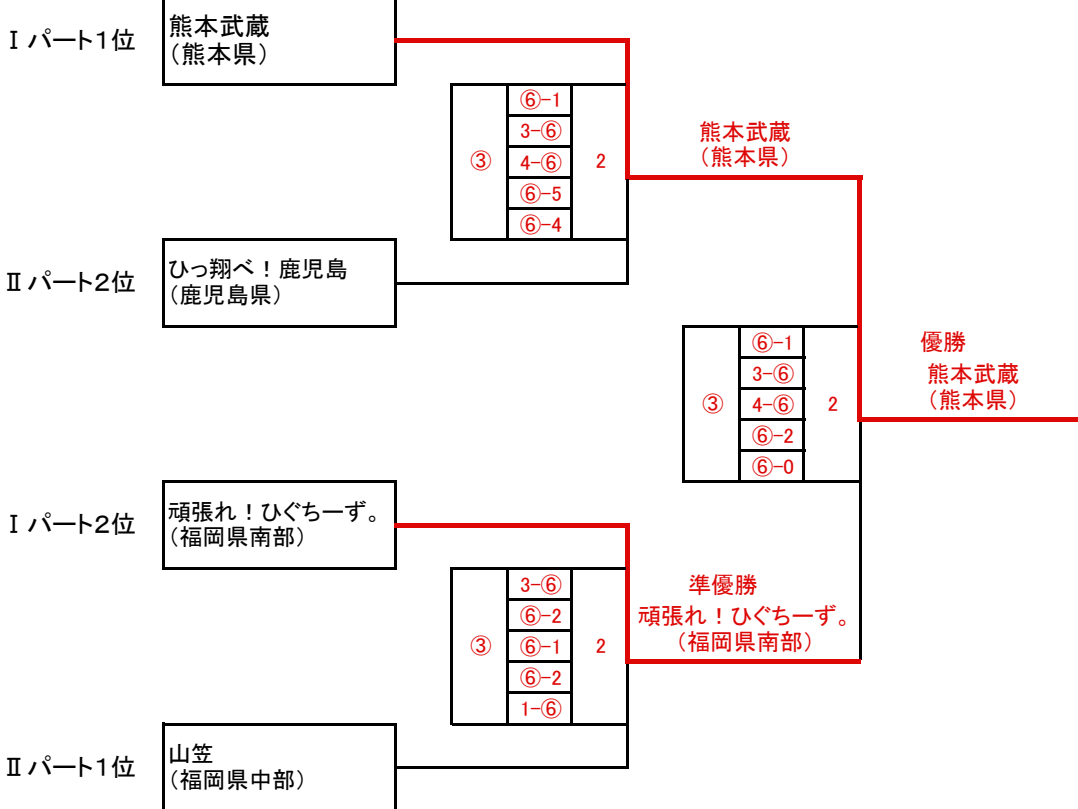 Ⅰパート1位
熊本武蔵
（熊本県）
③
⑥-1
3-⑥
4-⑥
⑥-5
⑥-4
2
熊本武蔵
（熊本県）
Ⅱパート2位
ひっ翔べ！鹿児島
（鹿児島県）
③
⑥-1
3-⑥
4-⑥
⑥-2
⑥-0
2
優勝
熊本武蔵
（熊本県）
Ⅰパート2位
頑張れ！ひぐちーず。
（福岡県南部）
③
3-⑥
⑥-2
⑥-1
⑥-2
1-⑥
2
準優勝
頑張れ！ひぐちーず。
（福岡県南部）
Ⅱパート1位
山笠
（福岡県中部）